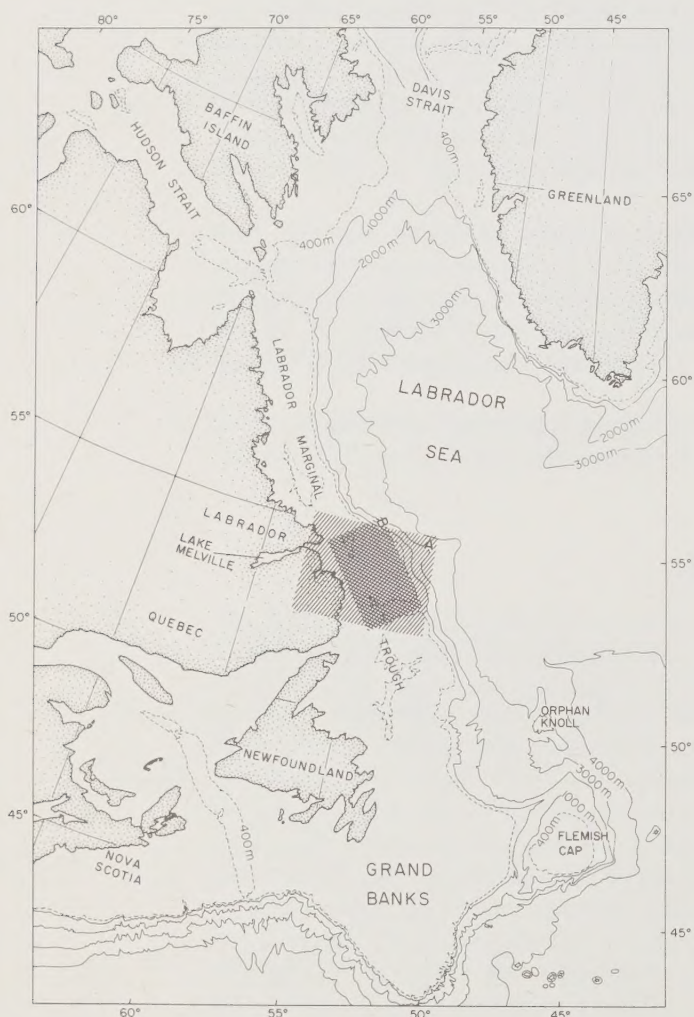 80° 75° 70° 65° 60° 55° 50° 45°
DAVIS
STRAIT
400m
BAFFIN
ISLAND
HUDSON STRAIT
65°
GREENLAND
60°
1000m
400m
2000m
3000m
60°
LABRADOR
SEA
2000m
3000m
LABRADOR MARGINAL TROUGH
55°
LABRADOR
B
A
LAKE
MELVILLE
55°
50°
QUEBEC
ORPHAN
KNOLL
50°
NEWFOUNDLAND
4000m
3000m
1000m
400m
FLEMISH
CAP
45°
400m
NOVA
SCOTIA
GRAND
BANKS
45°
60° 55° 50° 45°